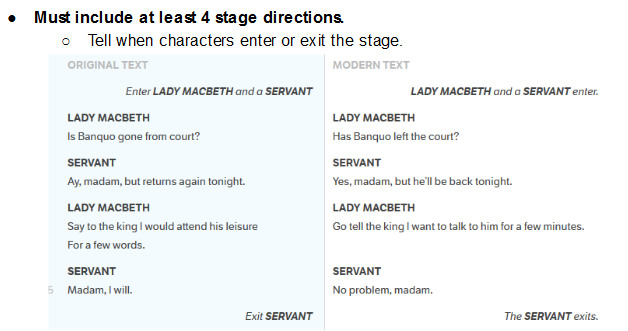 ● Must include at least 4 stage directions.
○ Tell when characters enter or exit the stage.
ORIGINAL TEXT
Enter LADY MACBETH and a SERVANT
LADY MACBETH
Is Banquo gone from court?
SERVANT
Ay, madam, but returns again tonight.
LADY MACBETH
Say to the king I would attend his leisure
For a few words.
SERVANT
5 Madam, I will.
Exit SERVANT
MODERN TEXT
LADY MACBETH and a SERVANT enter.
LADY MACBETH
Has Banquo left the court?
SERVANT
Yes, madam, but he'll be back tonight.
LADY MACBETH
Go tell the king I want to talk to him for a few minutes.
SERVANT
No problem, madam.
The SERVANT exits.